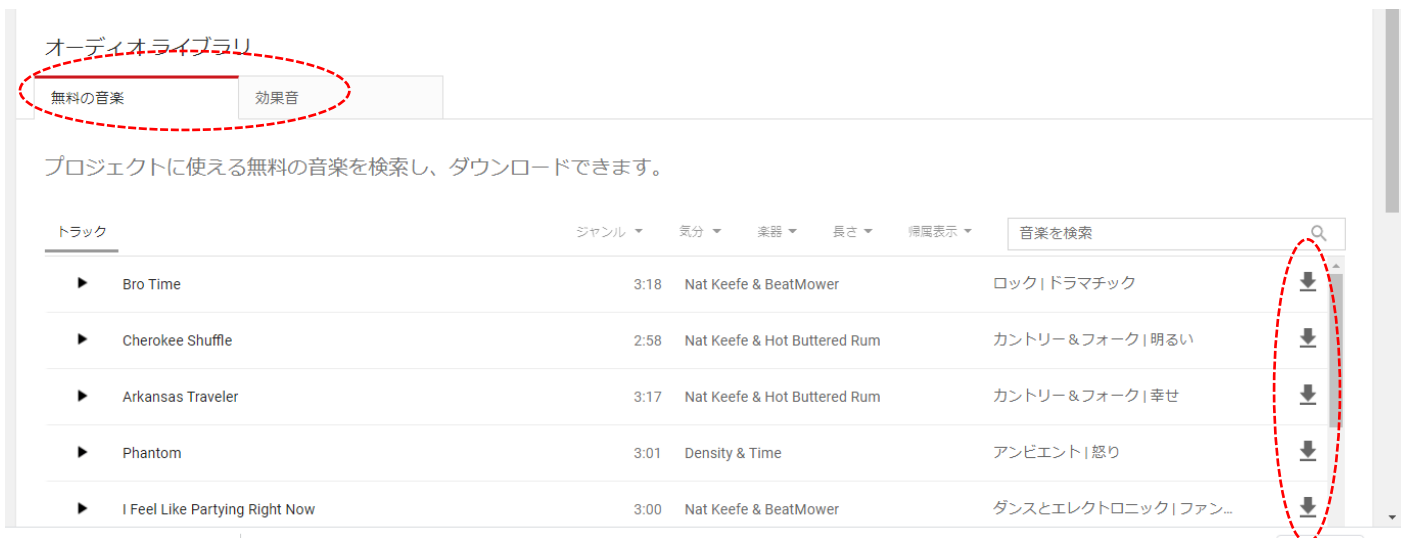 オーディオ ライブラリ
無料の音楽 効果音
プロジェクトに使える無料の音楽を検索し、ダウンロードできます。
トラック ジャンル 気分 楽器 長さ 帰属表示 音楽を検索
Bro Time 3:18 Nat Keefe & BeatMower ロック | ドラマチック
Cherokee Shuffle 2:58 Nat Keefe & Hot Buttered Rum カントリー＆フォーク | 明るい
Arkansas Traveler 3:17 Nat Keefe & Hot Buttered Rum カントリー＆フォーク | 幸せ
Phantom 3:01 Density & Time アンビエント | 怒り
I Feel Like Partying Right Now 3:00 Nat Keefe & BeatMower ダンスとエレクトロニック | ファン...